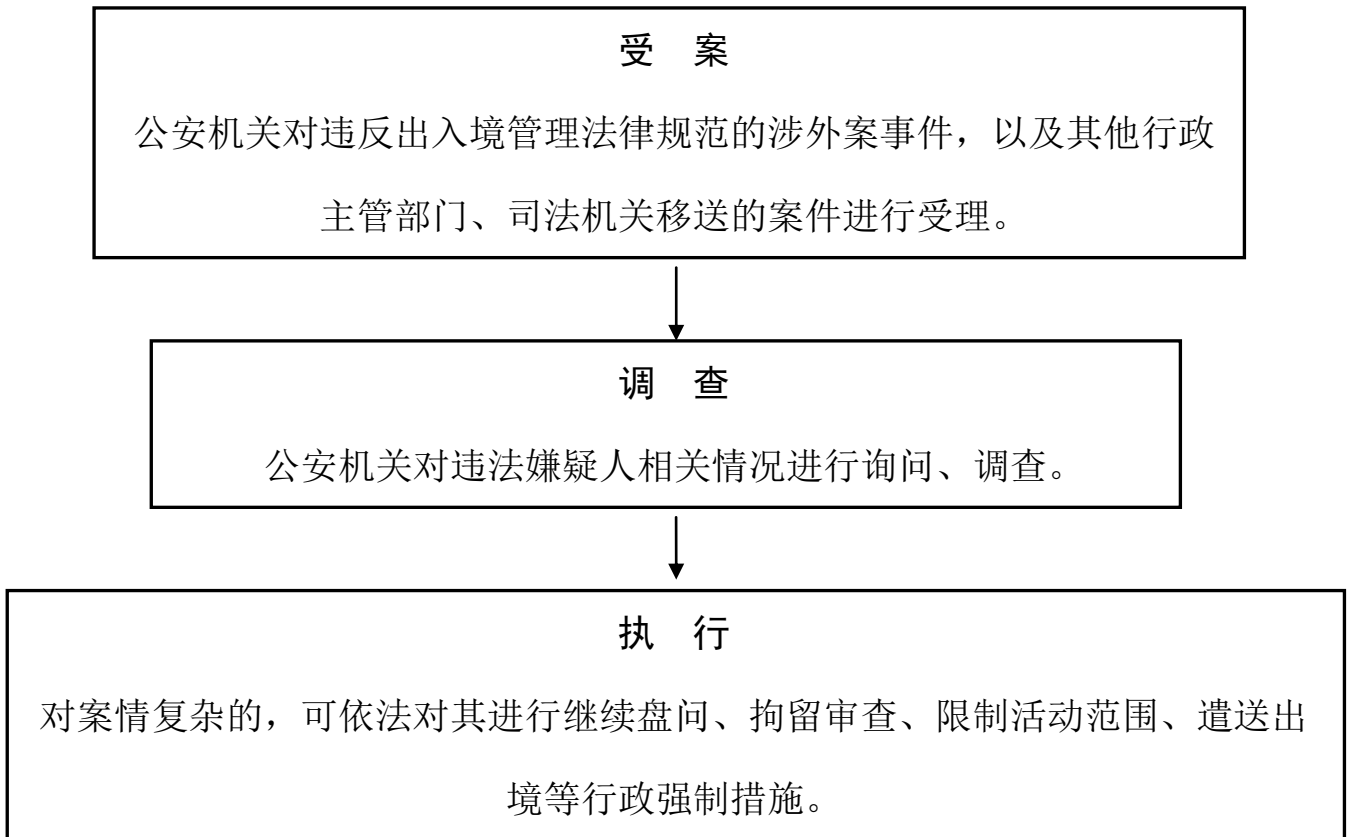 受 案
公安机关对违反出入境管理法律规范的涉外案事件，以及其他行政
主管部门、司法机关移送的案件进行受理。
调 查
公安机关对违法嫌疑人相关情况进行询问、调查。
执 行
对案情复杂的，可依法对其进行继续盘问、拘留审查、限制活动范围、遣送出
境等行政强制措施。